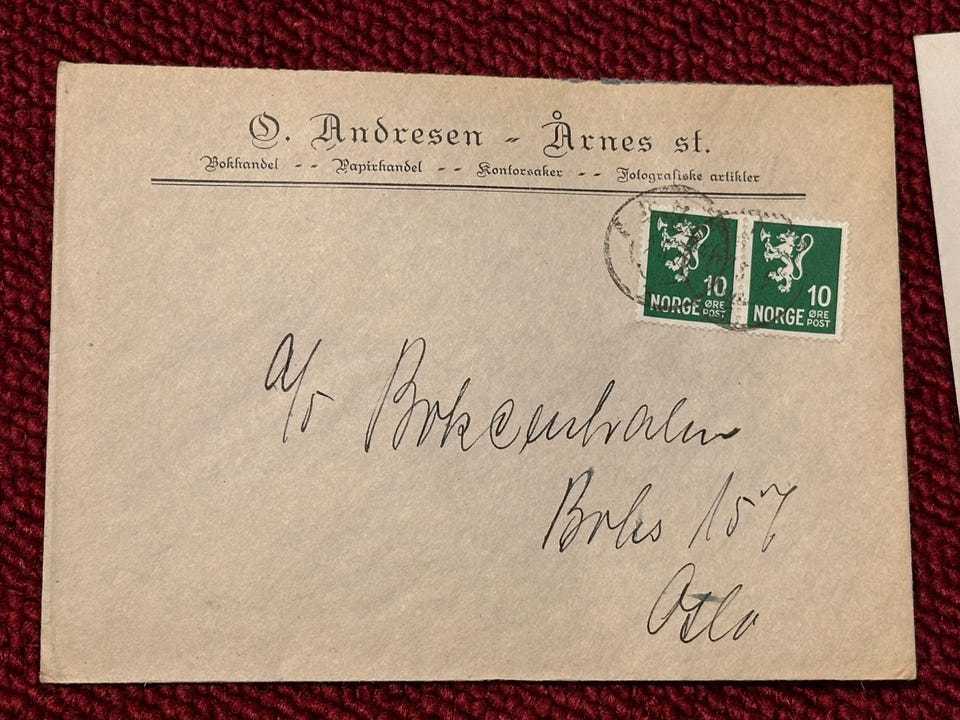 O. Andresen - Årnes st.
Bokhandel - - Papirhandel - - Kontorsaker - - Fotografiske artikler
10 10
NORGE ØRE POST NORGE ØRE POST
a/s Boksentralen
Boks 157
Oslo